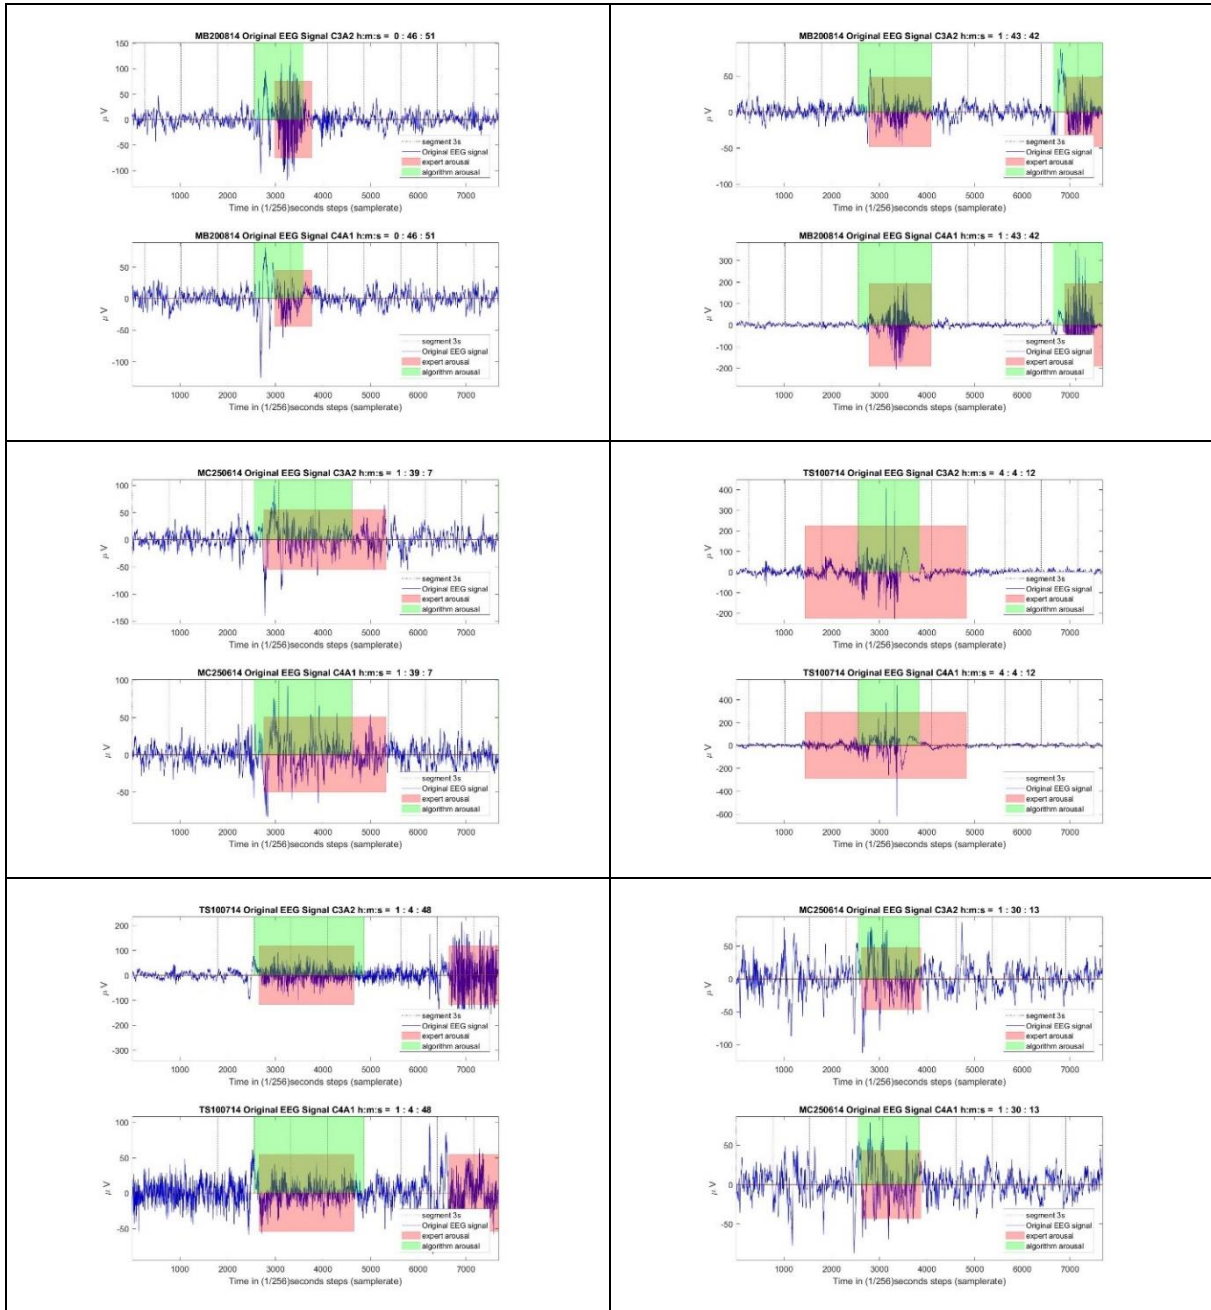 MB200814 Original EEG Signal C3A2 h:m:s = 0 : 46 : 51
150
100
50
0
-50
-100
μ V
segment 3s
Original EEG signal
expert arousal
algorithm arousal
1000 2000 3000 4000 5000 6000 7000
Time in (1/256)seconds steps (samplerate)
MB200814 Original EEG Signal C4A1 h:m:s = 0 : 46 : 51
50
0
-50
-100
μ V
segment 3s
Original EEG signal
expert arousal
algorithm arousal
1000 2000 3000 4000 5000 6000 7000
Time in (1/256)seconds steps (samplerate)
MB200814 Original EEG Signal C3A2 h:m:s = 1 : 43 : 42
50
0
-50
-100
μ V
segment 3s
Original EEG signal
expert arousal
algorithm arousal
1000 2000 3000 4000 5000 6000 7000
Time in (1/256)seconds steps (samplerate)
MB200814 Original EEG Signal C4A1 h:m:s = 1 : 43 : 42
300
200
100
0
-100
-200
μ V
segment 3s
Original EEG signal
expert arousal
algorithm arousal
1000 2000 3000 4000 5000 6000 7000
Time in (1/256)seconds steps (samplerate)
MC250614 Original EEG Signal C3A2 h:m:s = 1 : 39 : 7
100
50
0
-50
-100
-150
μ V
segment 3s
Original EEG signal
expert arousal
algorithm arousal
1000 2000 3000 4000 5000 6000 7000
Time in (1/256)seconds steps (samplerate)
MC250614 Original EEG Signal C4A1 h:m:s = 1 : 39 : 7
100
50
0
-50
μ V
segment 3s
Original EEG signal
expert arousal
algorithm arousal
1000 2000 3000 4000 5000 6000 7000
Time in (1/256)seconds steps (samplerate)
TS100714 Original EEG Signal C3A2 h:m:s = 4 : 4 : 12
400
300
200
100
0
-100
-200
μ V
segment 3s
Original EEG signal
expert arousal
algorithm arousal
1000 2000 3000 4000 5000 6000 7000
Time in (1/256)seconds steps (samplerate)
TS100714 Original EEG Signal C4A1 h:m:s = 4 : 4 : 12
400
200
0
-200
-400
-600
μ V
segment 3s
Original EEG signal
expert arousal
algorithm arousal
1000 2000 3000 4000 5000 6000 7000
Time in (1/256)seconds steps (samplerate)
TS100714 Original EEG Signal C3A2 h:m:s = 1 : 4 : 48
200
100
0
-100
-200
-300
μ V
segment 3s
Original EEG signal
expert arousal
algorithm arousal
1000 2000 3000 4000 5000 6000 7000
Time in (1/256)seconds steps (samplerate)
TS100714 Original EEG Signal C4A1 h:m:s = 1 : 4 : 48
100
50
0
-50
μ V
segment 3s
Original EEG signal
expert arousal
algorithm arousal
1000 2000 3000 4000 5000 6000 7000
Time in (1/256)seconds steps (samplerate)
MC250614 Original EEG Signal C3A2 h:m:s = 1 : 30 : 13
50
0
-50
-100
μ V
segment 3s
Original EEG signal
expert arousal
algorithm arousal
1000 2000 3000 4000 5000 6000 7000
Time in (1/256)seconds steps (samplerate)
MC250614 Original EEG Signal C4A1 h:m:s = 1 : 30 : 13
50
0
-50
μ V
segment 3s
Original EEG signal
expert arousal
algorithm arousal
1000 2000 3000 4000 5000 6000 7000
Time in (1/256)seconds steps (samplerate)